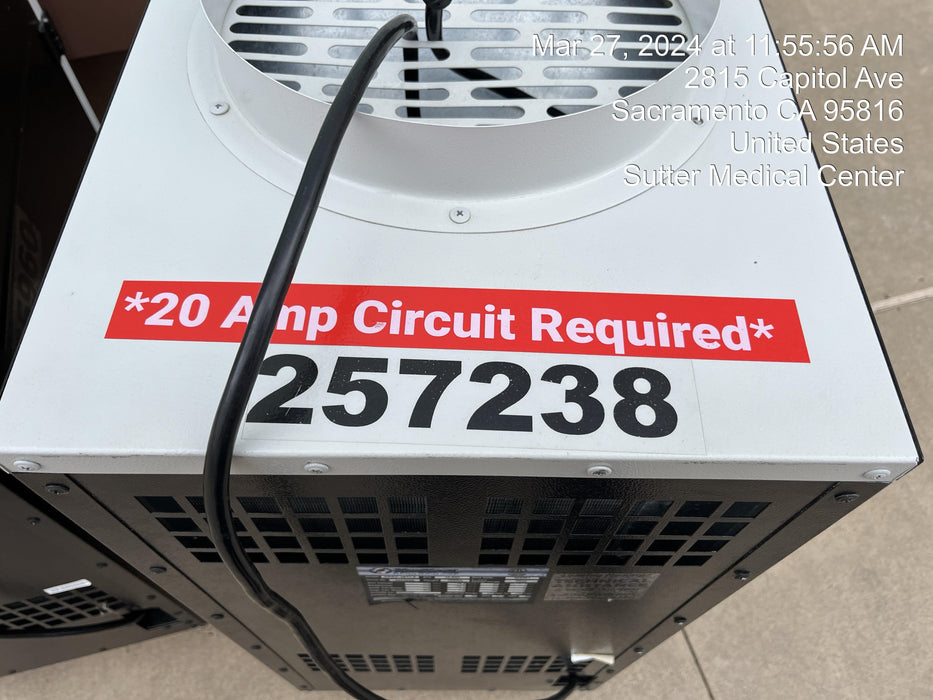 Mar 27, 2024 at 11:55:56 AM
2815 Capitol Ave
Sacramento CA 95816
United States
Sutter Medical Center
*20 Amp Circuit Required*
257238